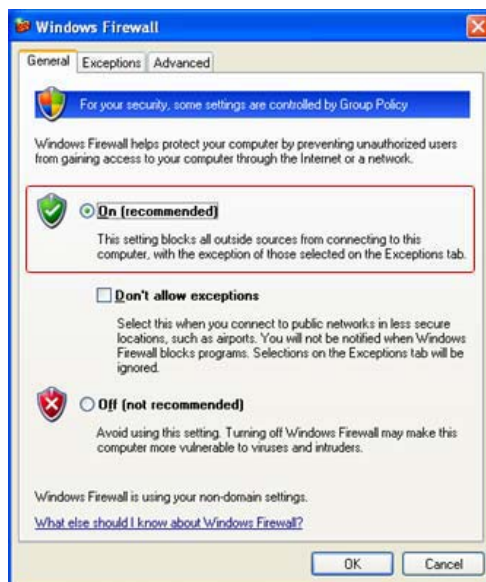 Windows Firewall
General Exceptions Advanced
For your security, some settings are controlled by Group Policy
Windows Firewall helps protect your computer by preventing unauthorized users
from gaining access to your computer through the Internet or a network.
On (recommended)
This setting blocks all outside sources from connecting to this
computer, with the exception of those selected on the Exceptions tab.
Don't allow exceptions
Select this when you connect to public networks in less secure
locations, such as airports. You will not be notified when Windows
Firewall blocks programs. Selections on the Exceptions tab will be
ignored.
Off (not recommended)
Avoid using this setting. Turning off Windows Firewall may make this
computer more vulnerable to viruses and intruders.
Windows Firewall is using your non-domain settings.
What else should I know about Windows Firewall?
OK Cancel